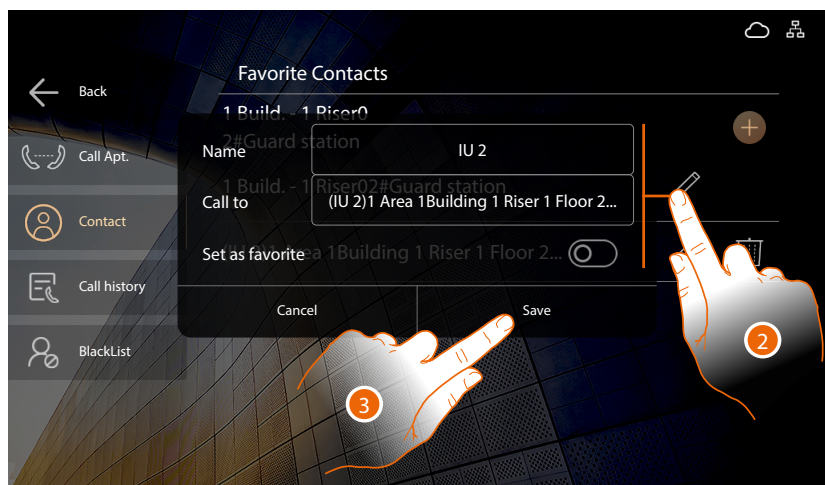 Back
Favorite Contacts
1 Build. - 1 Riser0
2#Guard station
Call Apt.
Name
IU 2
1 Build. - 1 Riser02#Guard station
Contact
Call to
(IU 2)1 Area 1Building 1 Riser 1 Floor 2...
Set as favorite
(IU 2)1 Area 1Building 1 Riser 1 Floor 2...
Call history
Cancel
Save
BlackList
2
3